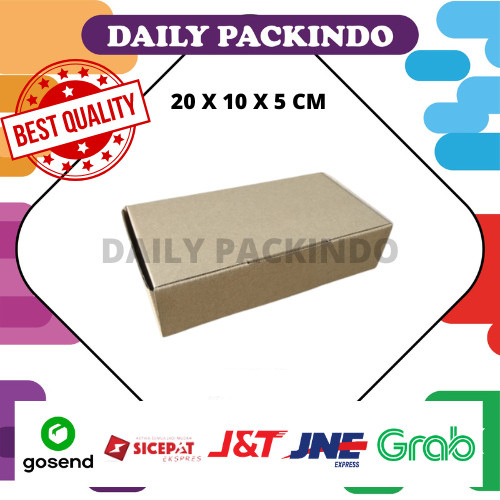 DAILY PACKINDO
BEST QUALITY
20 X 10 X 5 CM
DAILY PACKINDO
gosend
SICEPAT
EKSPRES
J&T
JNE
EXPRESS
Grab